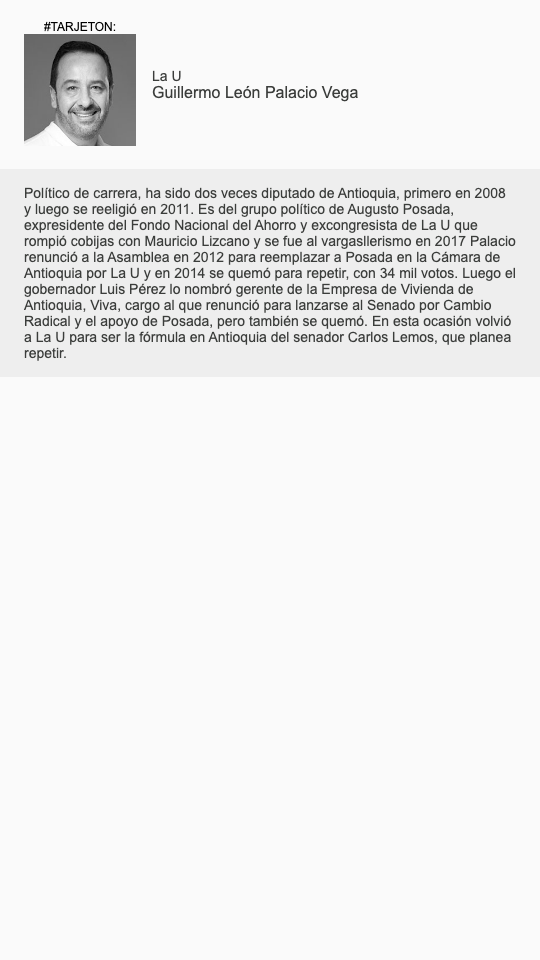 #TARJETON:
La U
Guillermo León Palacio Vega
Político de carrera, ha sido dos veces diputado de Antioquia, primero en 2008
y luego se reeligió en 2011. Es del grupo político de Augusto Posada,
expresidente del Fondo Nacional del Ahorro y excongresista de La U que
rompió cobijas con Mauricio Lizcano y se fue al vargasllerismo en 2017 Palacio
renunció a la Asamblea en 2012 para reemplazar a Posada en la Cámara de
Antioquia por La U y en 2014 se quemó para repetir, con 34 mil votos. Luego el
gobernador Luis Pérez lo nombró gerente de la Empresa de Vivienda de
Antioquia, Viva, cargo al que renunció para lanzarse al Senado por Cambio
Radical y el apoyo de Posada, pero también se quemó. En esta ocasión volvió
a La U para ser la fórmula en Antioquia del senador Carlos Lemos, que planea
repetir.